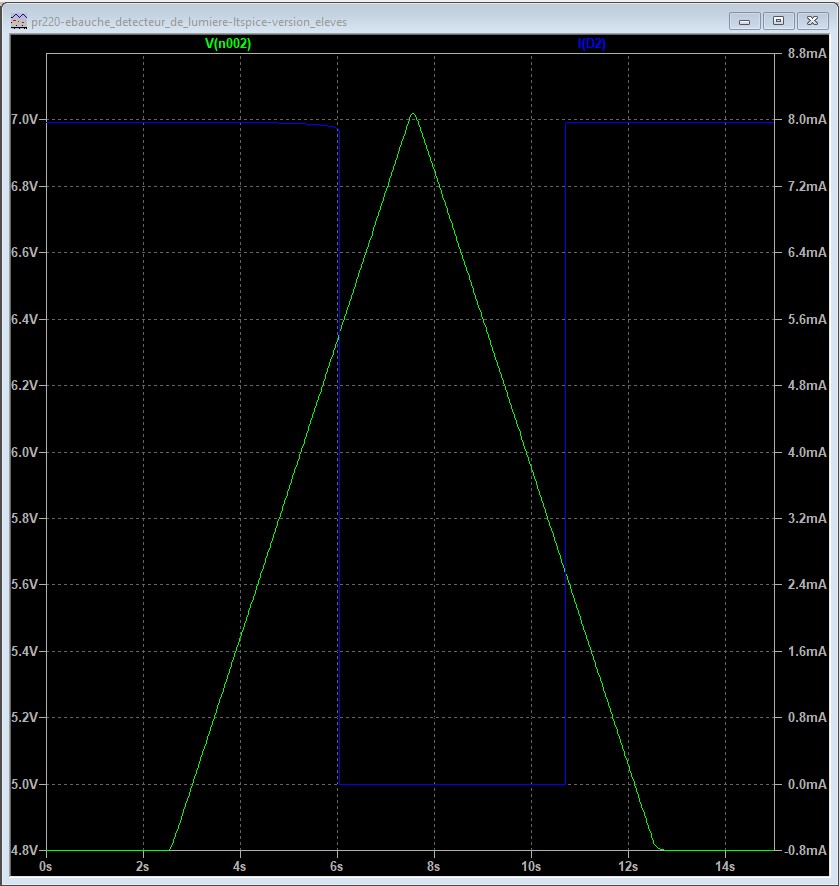 pr220-ebauche_detecteur_de_lumiere-ltspice-version_eleves
V(n002) I(D2)
8.8mA
7.0V 8.0mA
6.8V 7.2mA
6.6V 6.4mA
6.4V 5.6mA
6.2V 4.8mA
6.0V 4.0mA
5.8V 3.2mA
5.6V 2.4mA
5.4V 1.6mA
5.2V 0.8mA
5.0V 0.0mA
4.8V -0.8mA
0s 2s 4s 6s 8s 10s 12s 14s